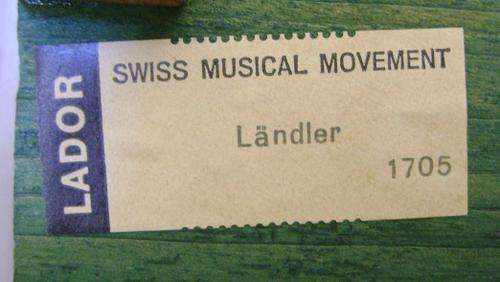 LADOR
SWISS MUSICAL MOVEMENT
Ländler
1705